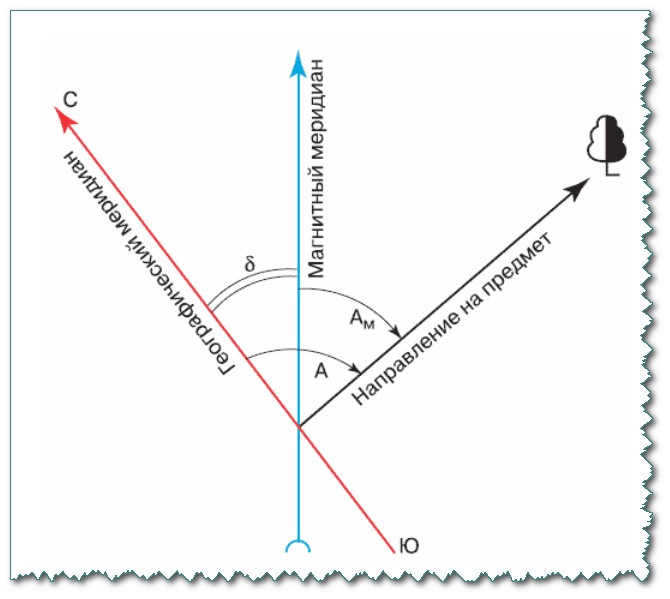 С
Географический меридиан
Магнитный меридиан
δ
Aм
A
Направление на предмет
Ю